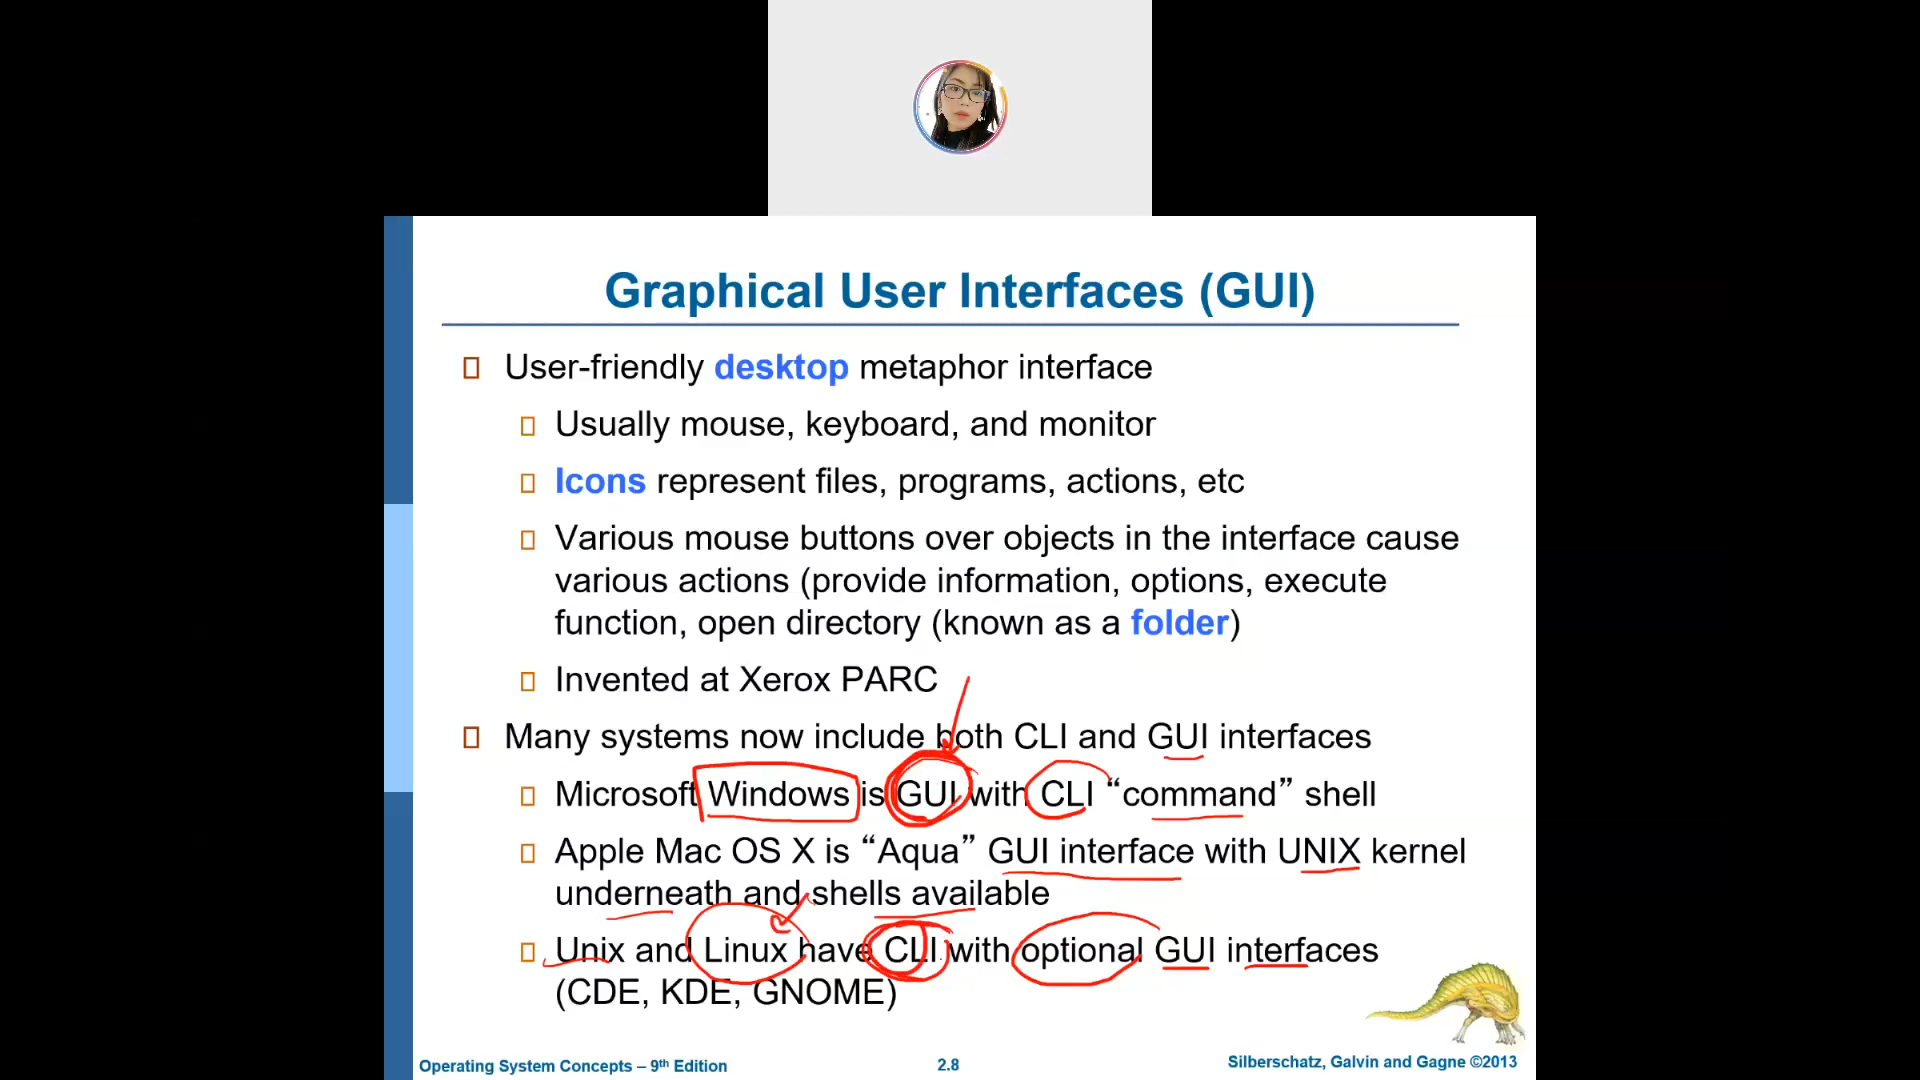 Graphical User Interfaces (GUI)
User-friendly desktop metaphor interface
Usually mouse, keyboard, and monitor
Icons represent files, programs, actions, etc
Various mouse buttons over objects in the interface cause
various actions (provide information, options, execute
function, open directory (known as a folder)
Invented at Xerox PARC
Many systems now include both CLI and GUI interfaces
Microsoft Windows is GUI with CLI “command” shell
Apple Mac OS X is “Aqua” GUI interface with UNIX kernel
underneath and shells available
Unix and Linux have CLI with optional GUI interfaces
(CDE, KDE, GNOME)
Operating System Concepts – 9th Edition
2.8
Silberschatz, Galvin and Gagne ©2013